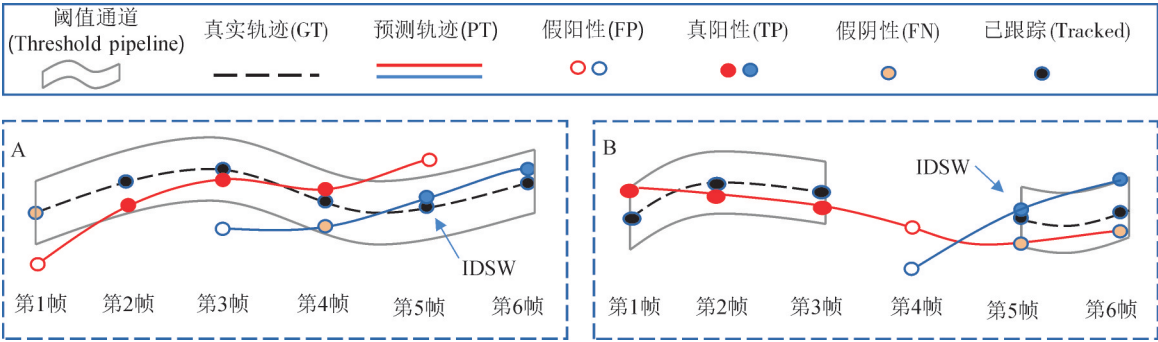 阈值通道
(Threshold pipeline)
真实轨迹(GT)
预测轨迹(PT)
假阳性(FP)
真阳性(TP)
假阴性(FN)
已跟踪(Tracked)
A
IDSW
第1帧 第2帧 第3帧 第4帧 第5帧 第6帧
B
IDSW
第1帧 第2帧 第3帧 第4帧 第5帧 第6帧